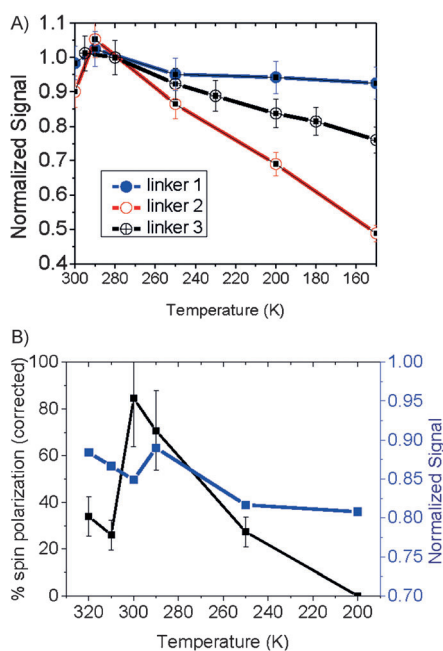 A)
Normalized Signal
1.1
1.0
0.9
0.8
0.7
0.6
0.5
0.4
linker 1
linker 2
linker 3
300 280 260 240 220 200 180 160
Temperature (K)
B)
% spin polarization (corrected)
100
80
60
40
20
0
1.00
0.95
0.90
0.85
0.80
0.75
0.70
Normalized Signal
320 300 280 260 240 220 200
Temperature (K)